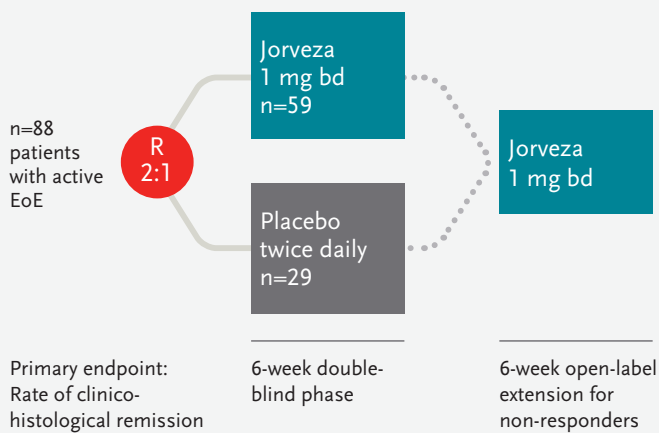 n=88
patients
with active
EoE
R
2:1
Jorveza
1 mg bd
n=59
Placebo
twice daily
n=29
Jorveza
1 mg bd
Primary endpoint:
Rate of clinico-
histological remission
6-week double-
blind phase
6-week open-label
extension for
non-responders